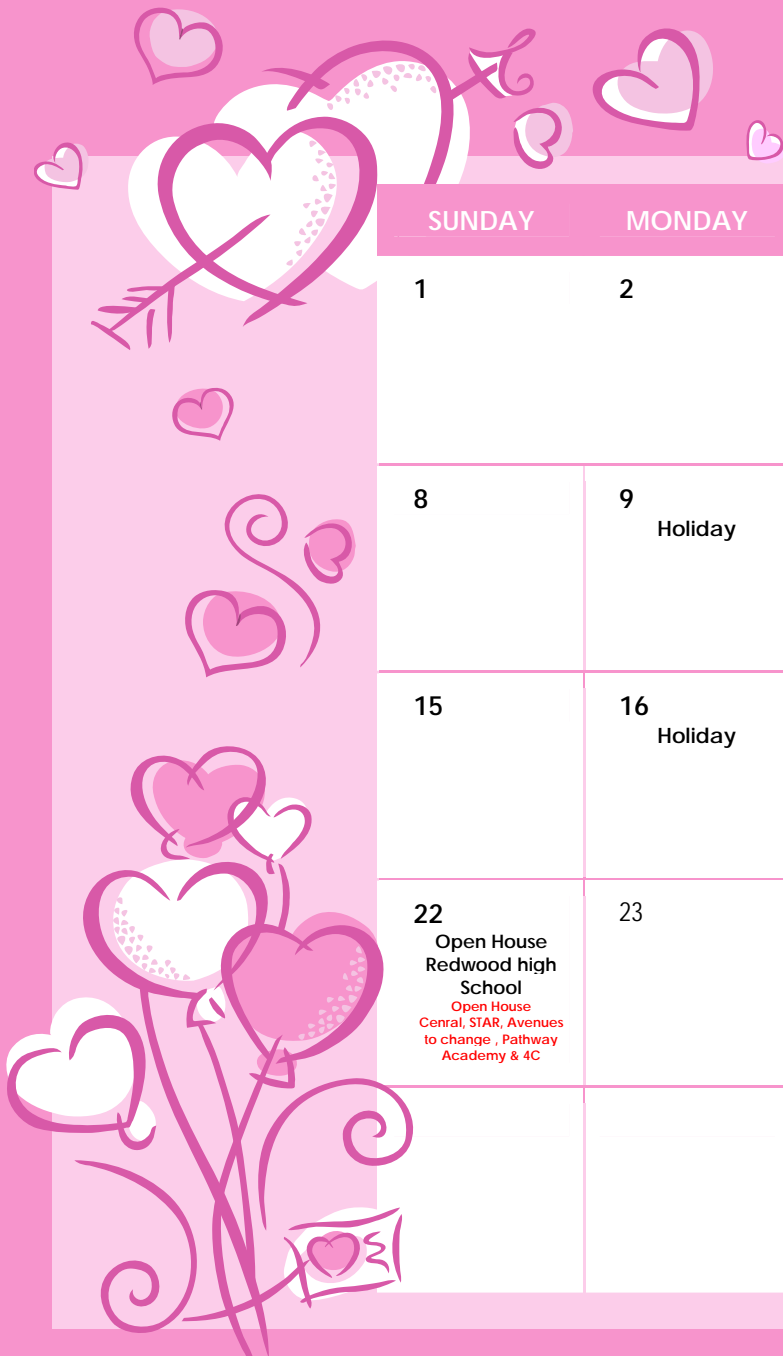 SUNDAY MONDAY
1 2
8 9
Holiday
15 16
Holiday
22 23
Open House
Redwood high
School
Open House
Cenral, STAR, Avenues
to change , Pathway
Academy & 4C